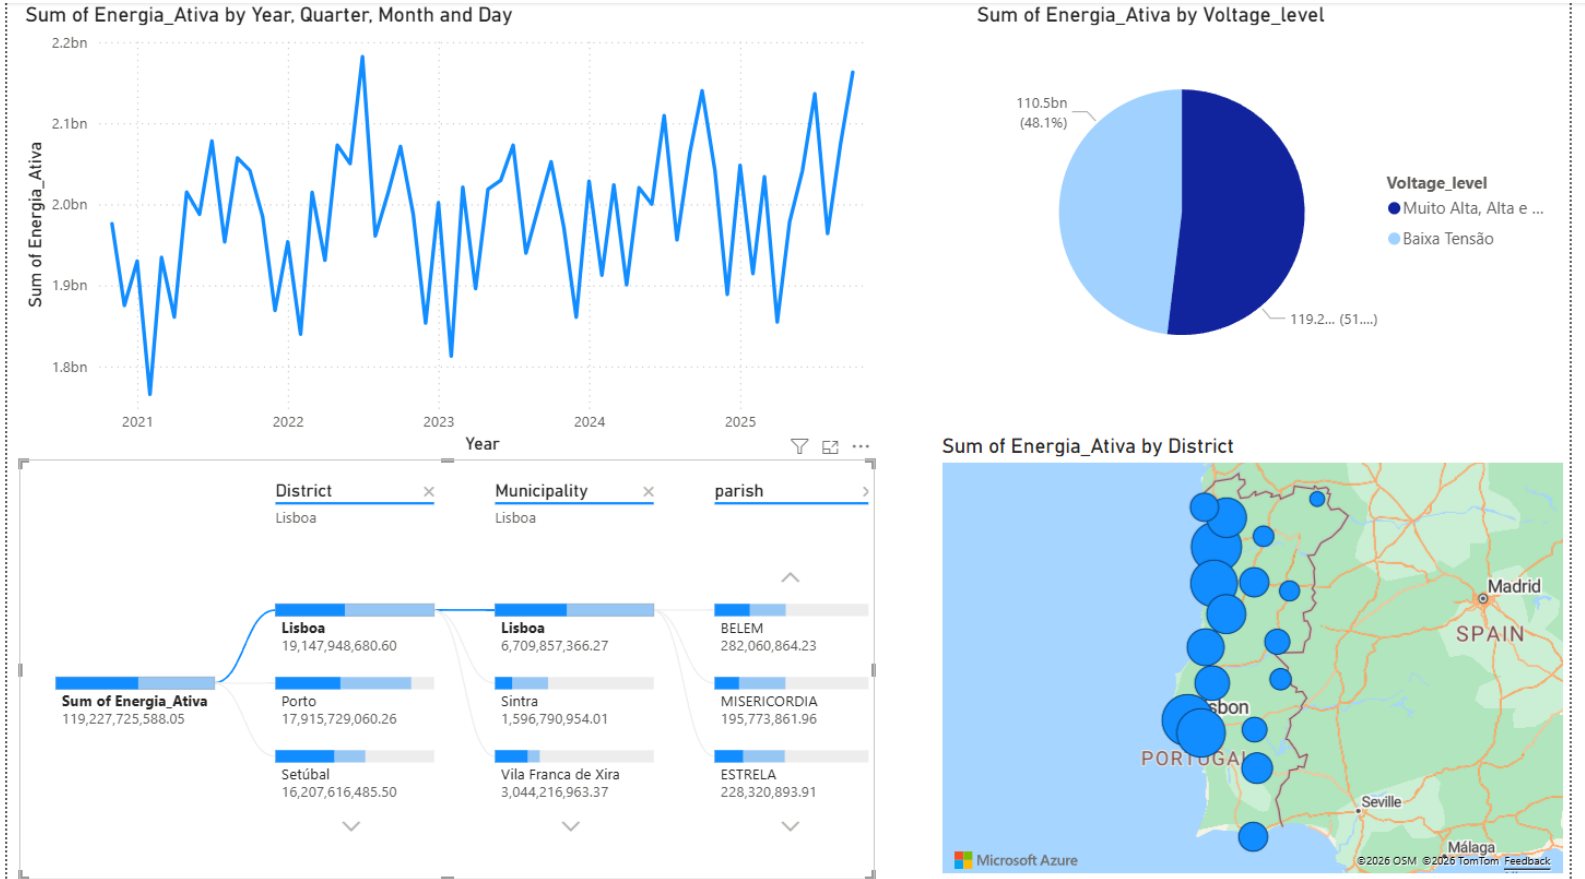 Sum of Energia_Ativa by Year, Quarter, Month and Day
2.2bn
2.1bn
2.0bn
1.9bn
1.8bn
Sum of Energia_Ativa
2021
2022
2023
2024
2025
Year
Sum of Energia_Ativa by Voltage_level
110.5bn
(48.1%)
119.2... (51....)
Voltage_level
Muito Alta, Alta e ...
Baixa Tensão
District
Lisboa
Municipality
Lisboa
parish
Sum of Energia_Ativa
119,227,725,588.05
Lisboa
19,147,948,680.60
Porto
17,915,729,060.26
Setúbal
16,207,616,485.50
Lisboa
6,709,857,366.27
Sintra
1,596,790,954.01
Vila Franca de Xira
3,044,216,963.37
BELEM
282,060,864.23
MISERICORDIA
195,773,861.96
ESTRELA
228,320,893.91
Sum of Energia_Ativa by District
Madrid
SPAIN
sbon
PORTUGAL
Seville
Málaga
Microsoft Azure
©2026 OSM ©2026 TomTom Feedback